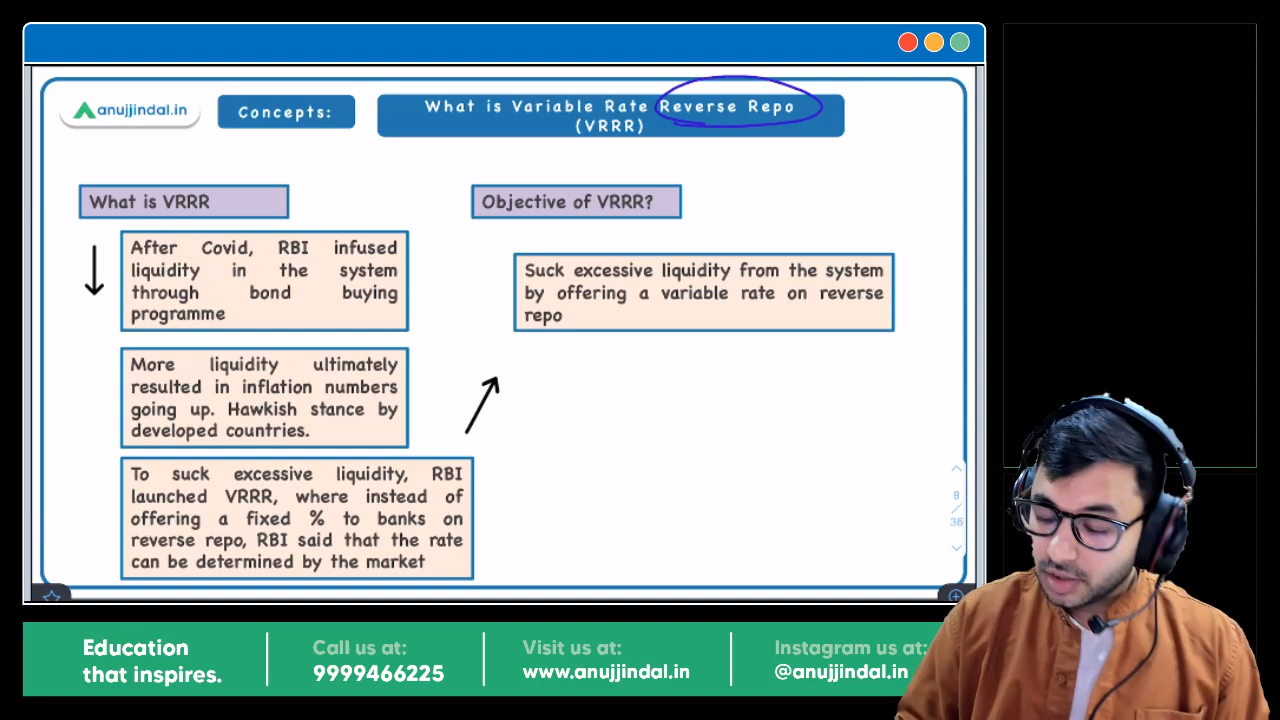 anujjindal.in
Concepts:
What is Variable Rate Reverse Repo
(VRRR)
What is VRRR
Objective of VRRR?
After Covid, RBI infused
liquidity in the system
through bond buying
programme
Suck excessive liquidity from the system
by offering a variable rate on reverse
repo
More liquidity ultimately
resulted in inflation numbers
going up. Hawkish stance by
developed countries.
To suck excessive liquidity, RBI
launched VRRR, where instead of
offering a fixed % to banks on
reverse repo, RBI said that the rate
can be determined by the market
8
/
36
Education
that inspires.
Call us at:
9999466225
Visit us at:
www.anujjindal.in
Instagram us at:
@anujjindal.in